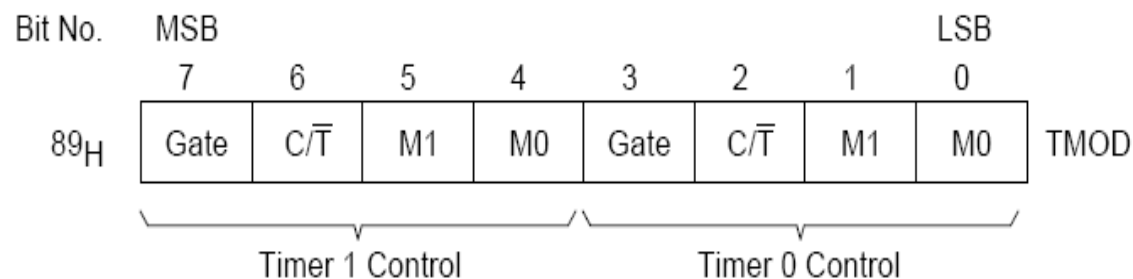 Bit No. MSB LSB
7 6 5 4 3 2 1 0
89H Gate C/T̅ M1 M0 Gate C/T̅ M1 M0 TMOD
Timer 1 Control Timer 0 Control